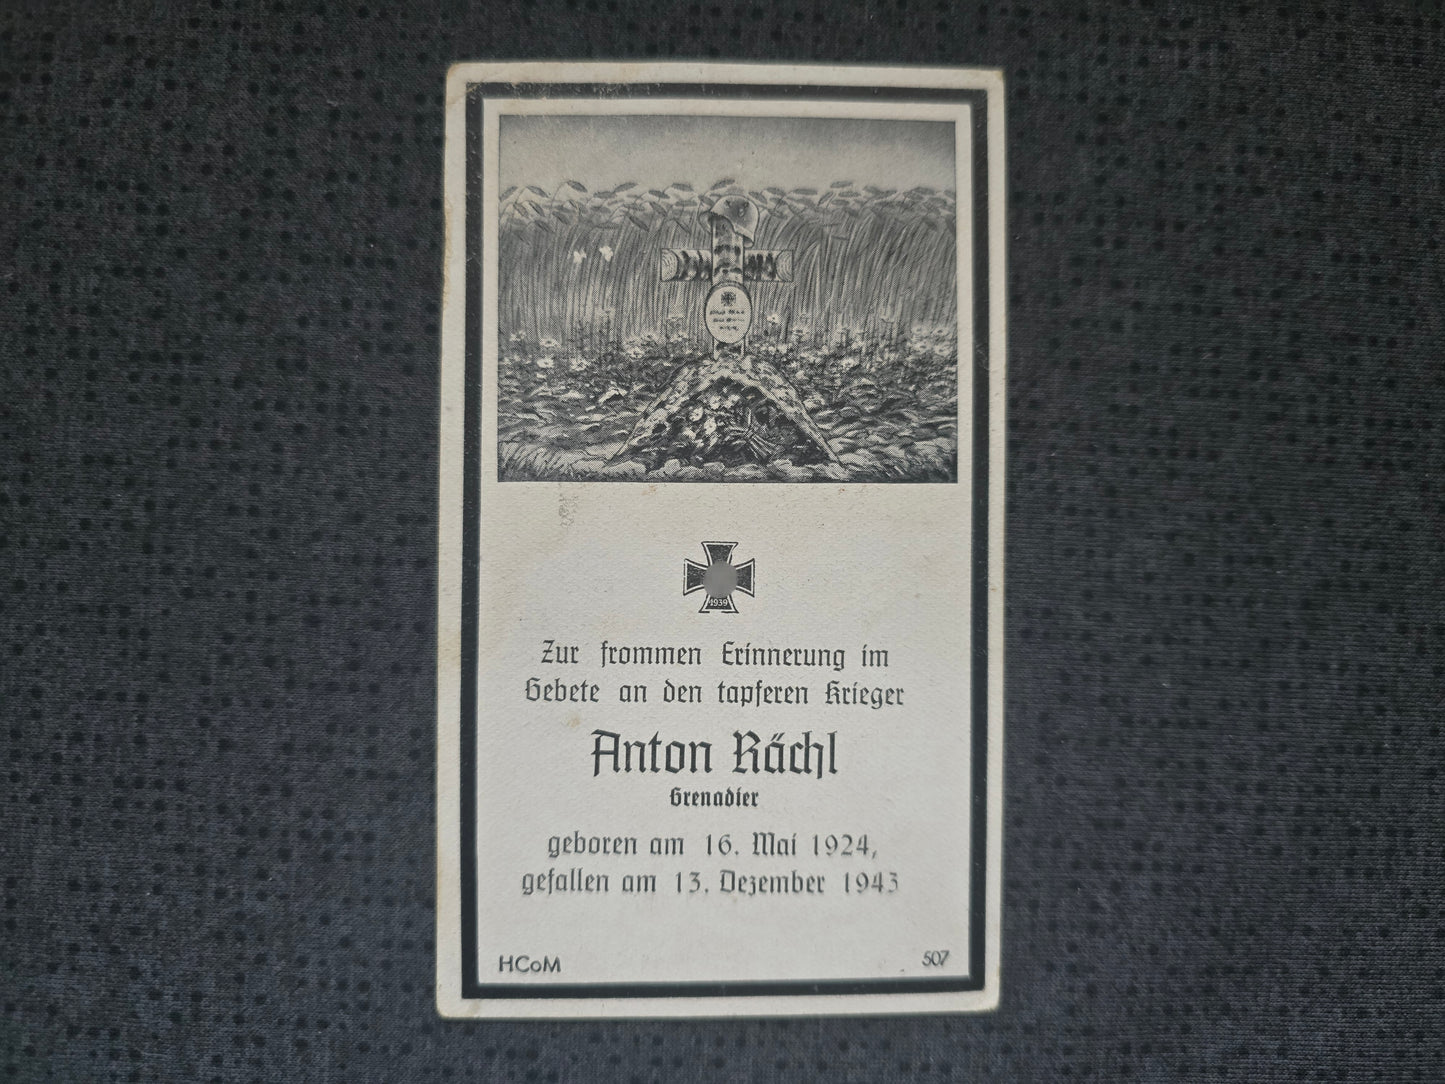 1939
Zur frommen Erinnerung im
Gebete an den tapferen Krieger
Anton Rächl
Grenadier
geboren am 16. Mai 1924,
gefallen am 13. Dezember 1943
HCoM
507